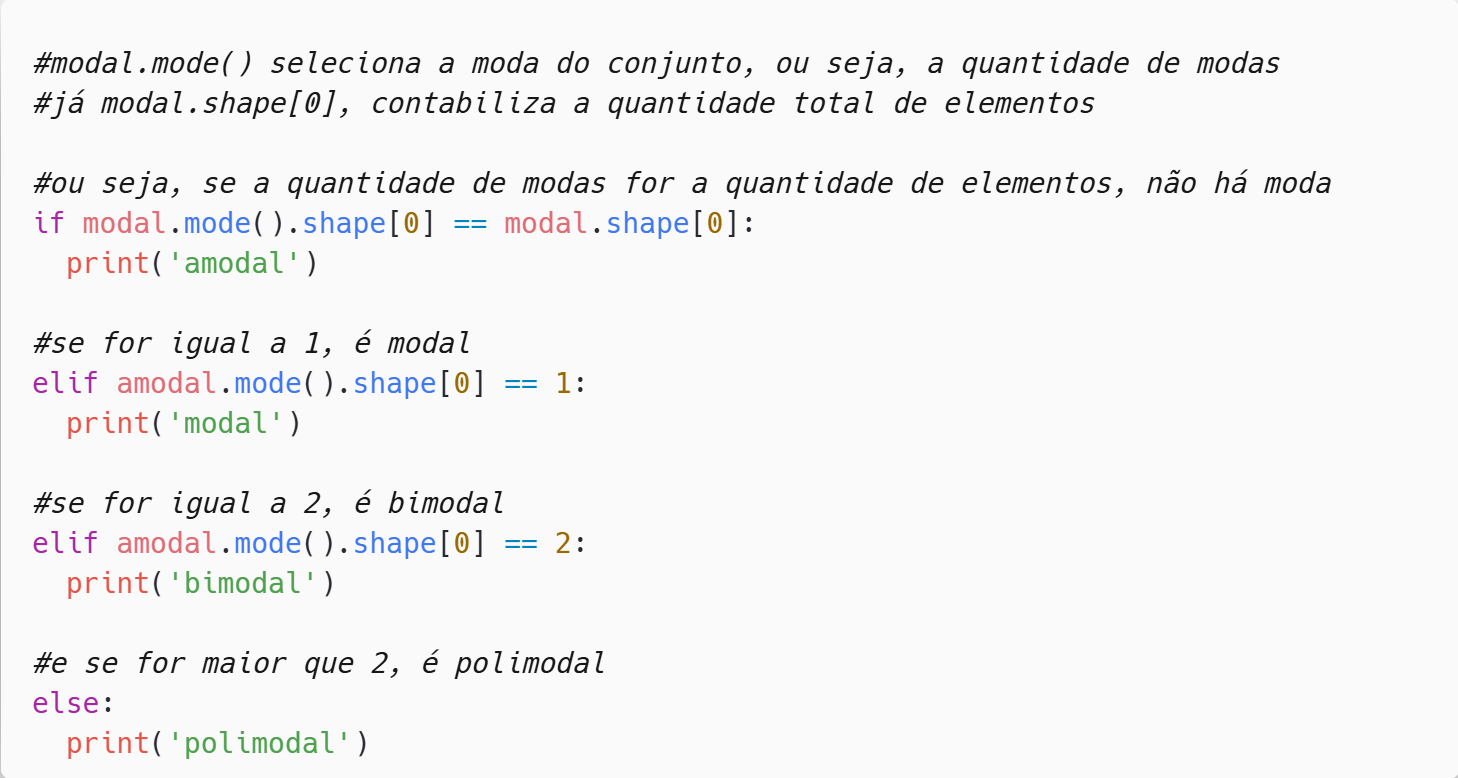 #modal.mode() seleciona a moda do conjunto, ou seja, a quantidade de modas
#já modal.shape[0], contabiliza a quantidade total de elementos
#ou seja, se a quantidade de modas for a quantidade de elementos, não há moda
if modal.mode().shape[0] == modal.shape[0]:
  print('amodal')
#se for igual a 1, é modal
elif amodal.mode().shape[0] == 1:
  print('modal')
#se for igual a 2, é bimodal
elif amodal.mode().shape[0] == 2:
  print('bimodal')
#e se for maior que 2, é polimodal
else:
  print('polimodal')